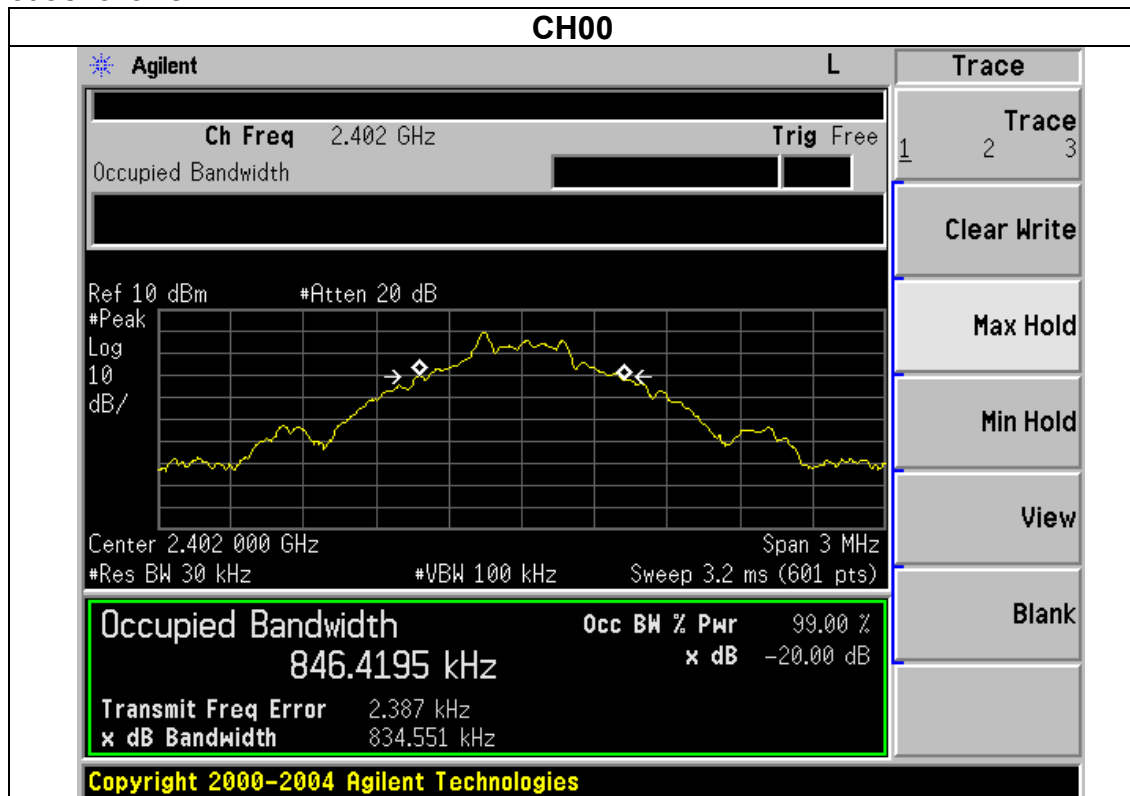 CH00
Agilent L Trace
Ch Freq 2.402 GHz Trig Free
Occupied Bandwidth
Trace
1 2 3
Clear Write
Max Hold
Min Hold
View
Blank
Ref 10 dBm #Atten 20 dB
#Peak
Log
10
dB/
Center 2.402 000 GHz Span 3 MHz
#Res BW 30 kHz #VBW 100 kHz Sweep 3.2 ms (601 pts)
Occupied Bandwidth Occ BW % Pwr 99.00 %
846.4195 kHz x dB -20.00 dB
Transmit Freq Error 2.387 kHz
x dB Bandwidth 834.551 kHz
Copyright 2000-2004 Agilent Technologies